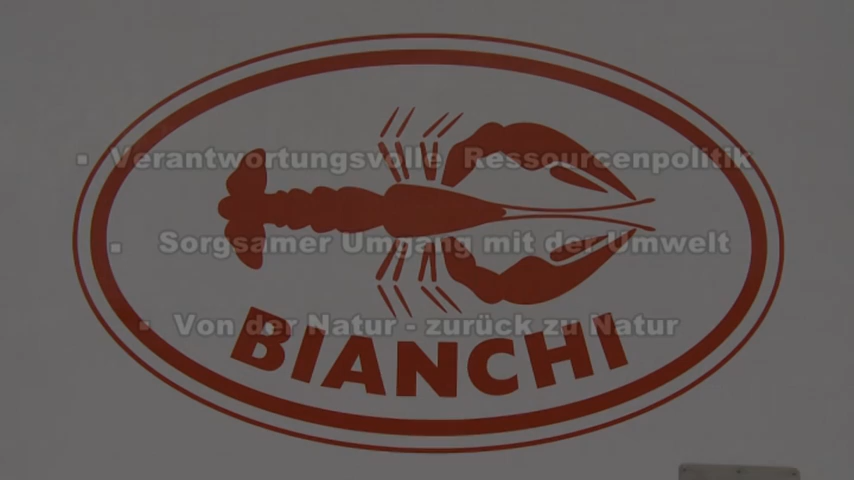 ▪ Verantwortungsvolle Ressourcenpolitik
▪ Sorgsamer Umgang mit der Umwelt
▪ Von der Natur - zurück zu Natur
BIANCHI